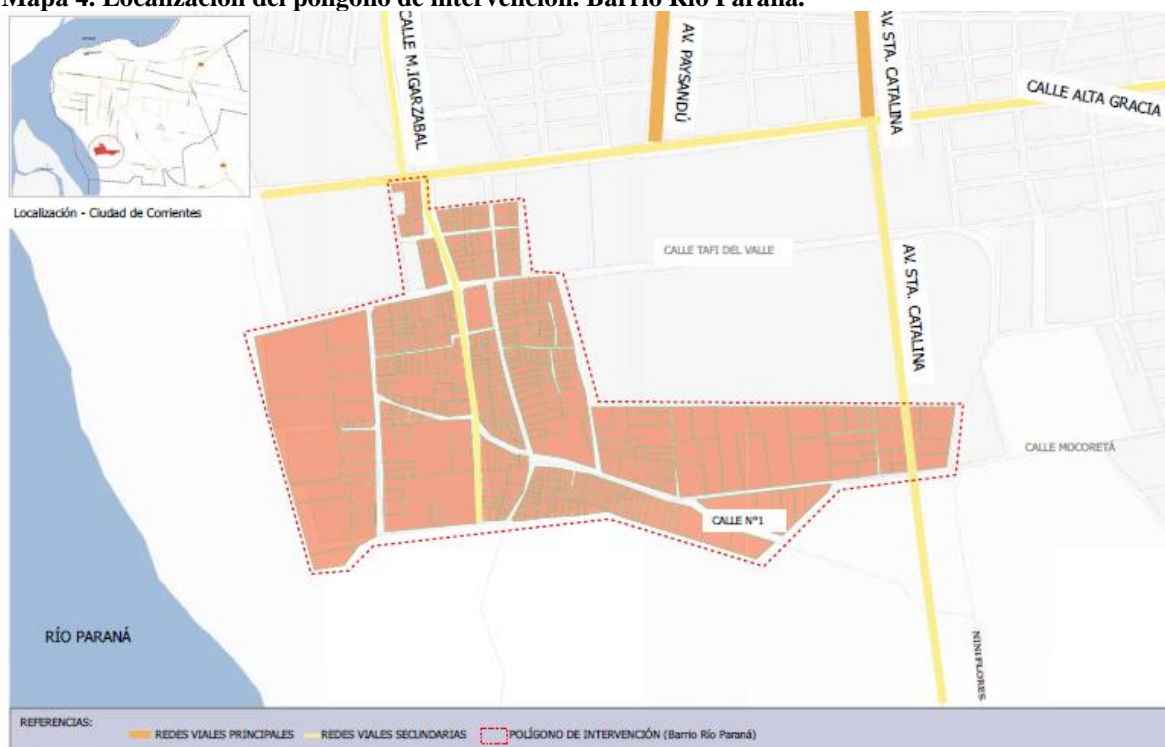 Mapa 4. Localización del polígono de intervención. Barrio Río Paraná.
CALLE M.IGARZABAL
AV. PAYSANDÚ
AV. STA. CATALINA
CALLE ALTA GRACIA
Localización - Ciudad de Corrientes
CALLE TAFI DEL VALLE
AV. STA. CATALINA
CALLE MOCORETÁ
CALLE N°1
RÍO PARANÁ
NINI FLORES
REFERENCIAS:
REDES VIALES PRINCIPALES
REDES VIALES SECUNDARIAS
POLÍGONO DE INTERVENCIÓN (Barrio Río Paraná)